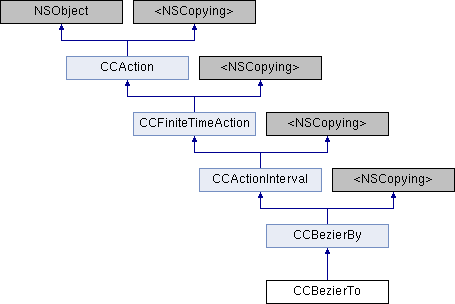 NSObject
<NSCopying>
CCAction
<NSCopying>
CCFiniteTimeAction
<NSCopying>
CCActionInterval
<NSCopying>
CCBezierBy
CCBezierTo